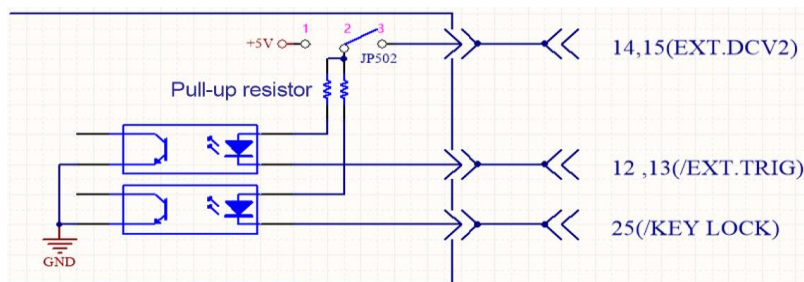 1
2
3
+5V
JP502
14,15(EXT.DCV2)
Pull-up resistor
12 ,13(/EXT.TRIG)
25(/KEY LOCK)
GND